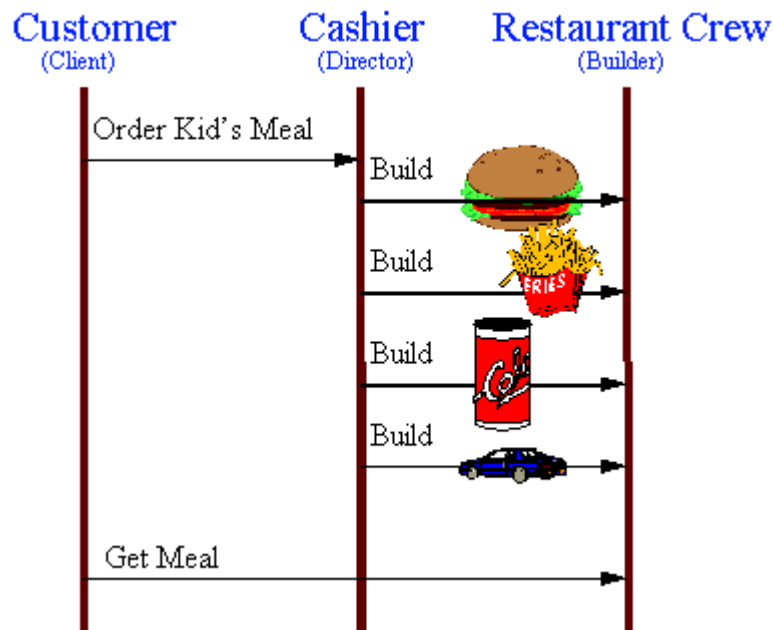 Customer Cashier Restaurant Crew
(Client) (Director) (Builder)
Order Kid's Meal
Build
Build
FRIES
Build
Cola
Build
Get Meal